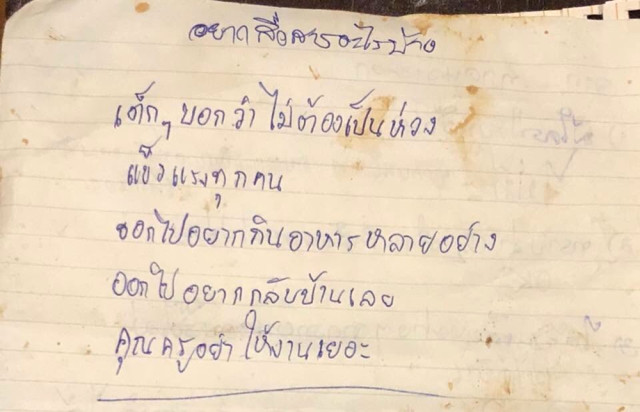 อยากสื่อสารอะไรบ้าง
เด็กๆ บอกว่า ไม่ต้องเป็นห่วง
แข็งแรงทุกคน
ออกไปอยากกินอาหารหลายอย่าง
ออกไปอยากกลับบ้านเลย
คุณครูอย่าให้งานเยอะ